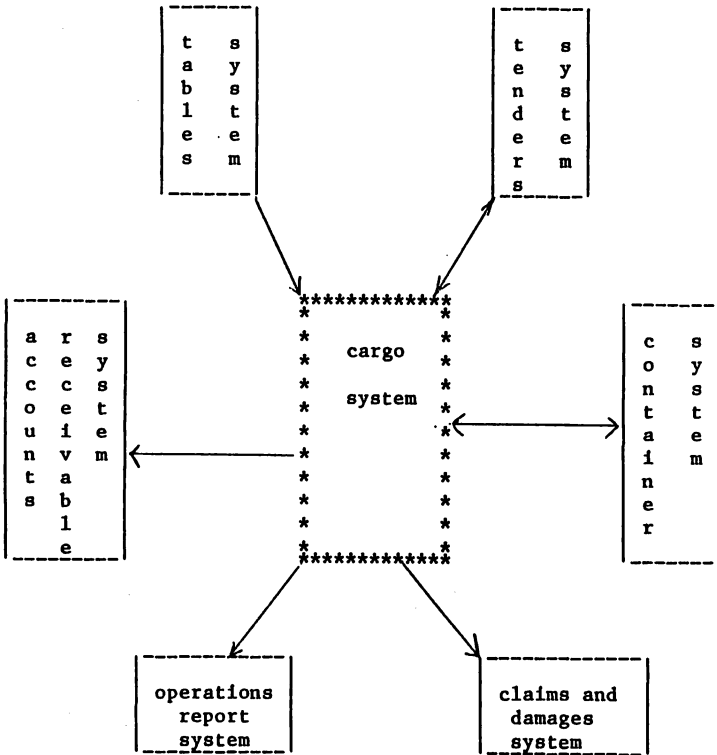 tables system
tenders system
accounts receivable system
cargo
system
container system
operations
report
system
claims and
damages
system